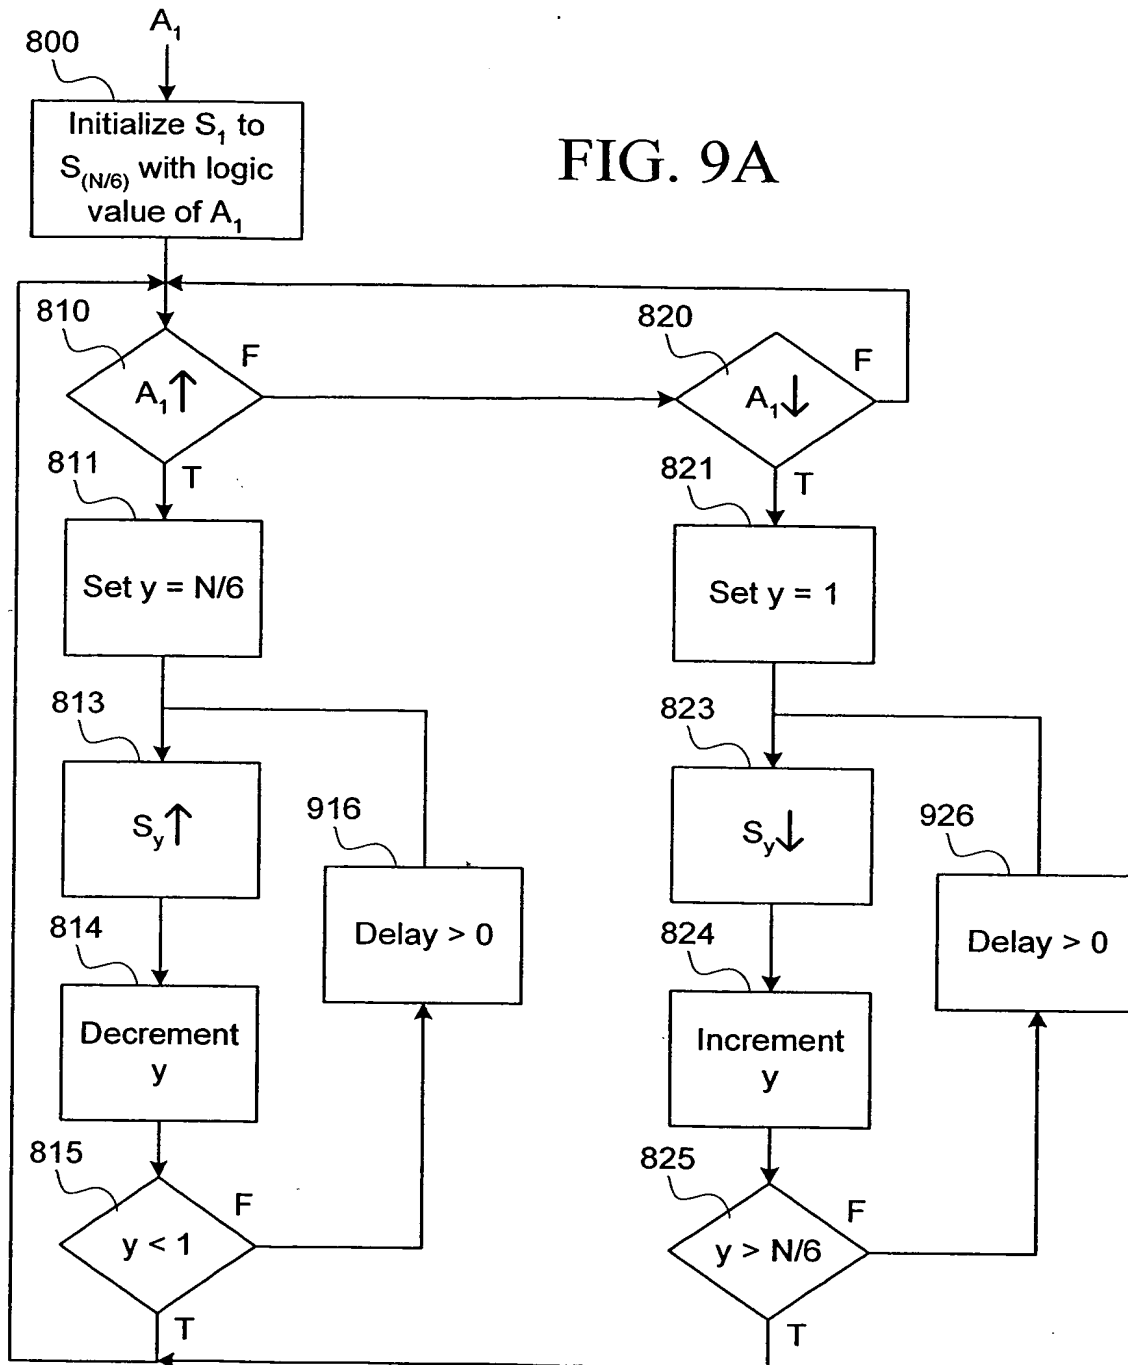 A₁
800
Initialize S₁ to
S₍N/6₎ with logic
value of A₁
FIG. 9A
810
F
A₁↑
T
820
F
A₁↓
T
811
Set y = N/6
821
Set y = 1
813
Sy↑
823
Sy↓
916
Delay > 0
926
Delay > 0
814
Decrement
y
824
Increment
y
815
F
y < 1
T
825
F
y > N/6
T